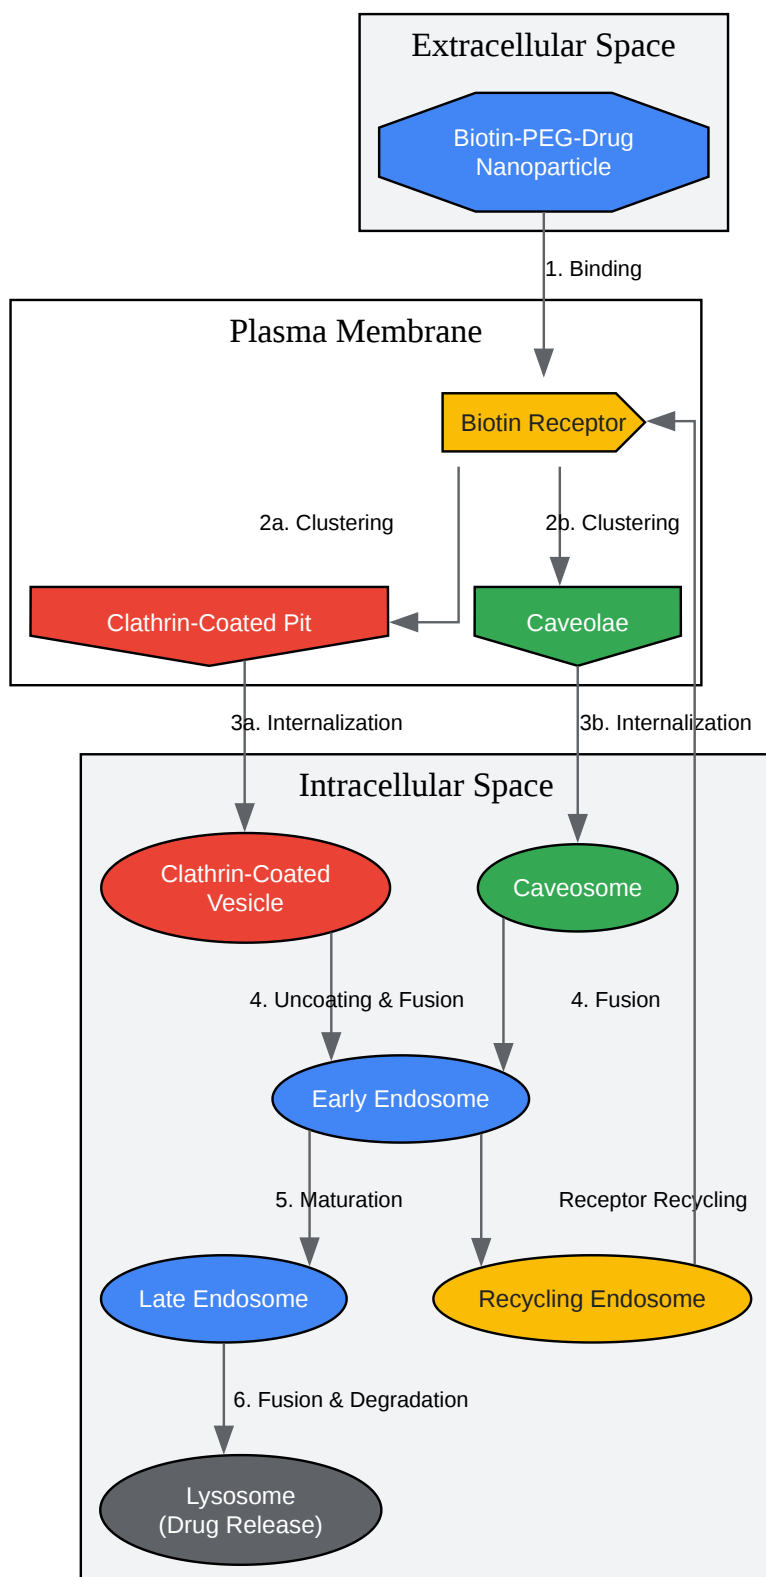 Extracellular Space
Biotin-PEG-Drug
Nanoparticle
1. Binding
Plasma Membrane
Biotin Receptor
2a. Clustering
2b. Clustering
Clathrin-Coated Pit
Caveolae
3a. Internalization
3b. Internalization
Intracellular Space
Clathrin-Coated
Vesicle
Caveosome
4. Uncoating & Fusion
4. Fusion
Early Endosome
5. Maturation
Receptor Recycling
Late Endosome
Recycling Endosome
6. Fusion & Degradation
Lysosome
(Drug Release)